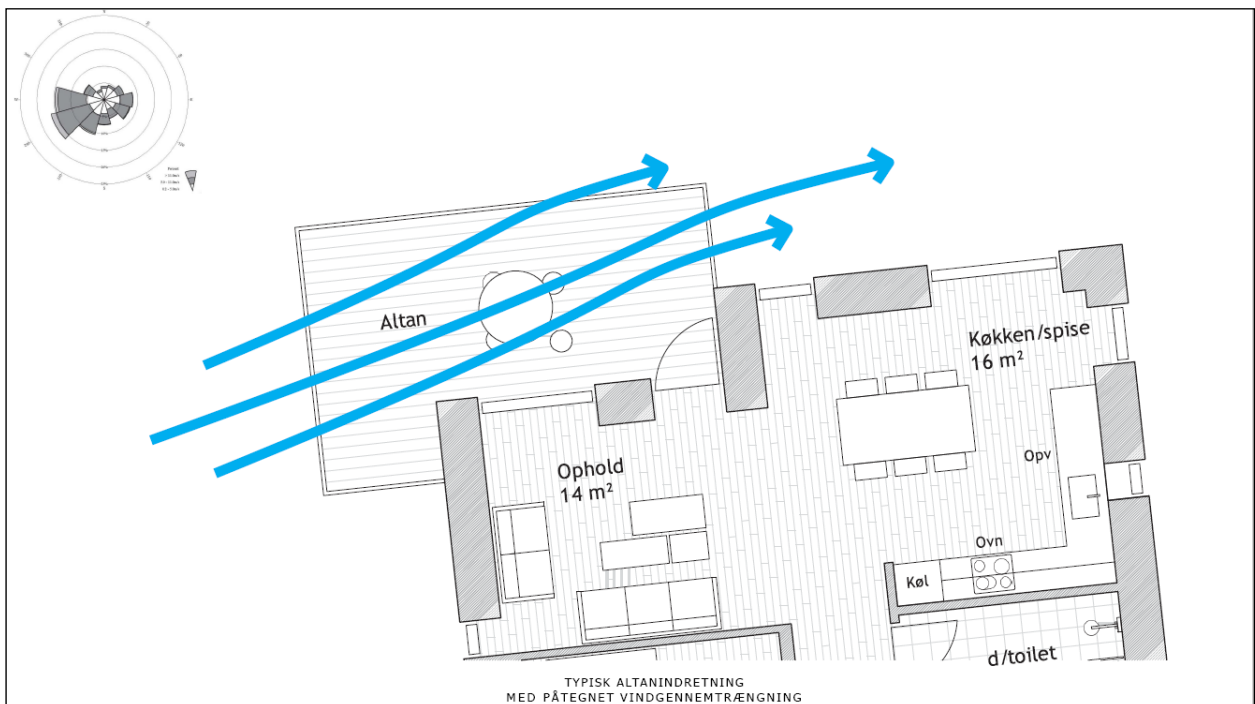 Altan
Køkken/spise
16 m²
Ophold
14 m²
Opv
Ovn
Køl
d/toilet
TYPISK ALTANINDRETNING
MED PÅTEGNET VINDGENNEMTRÆNGNING